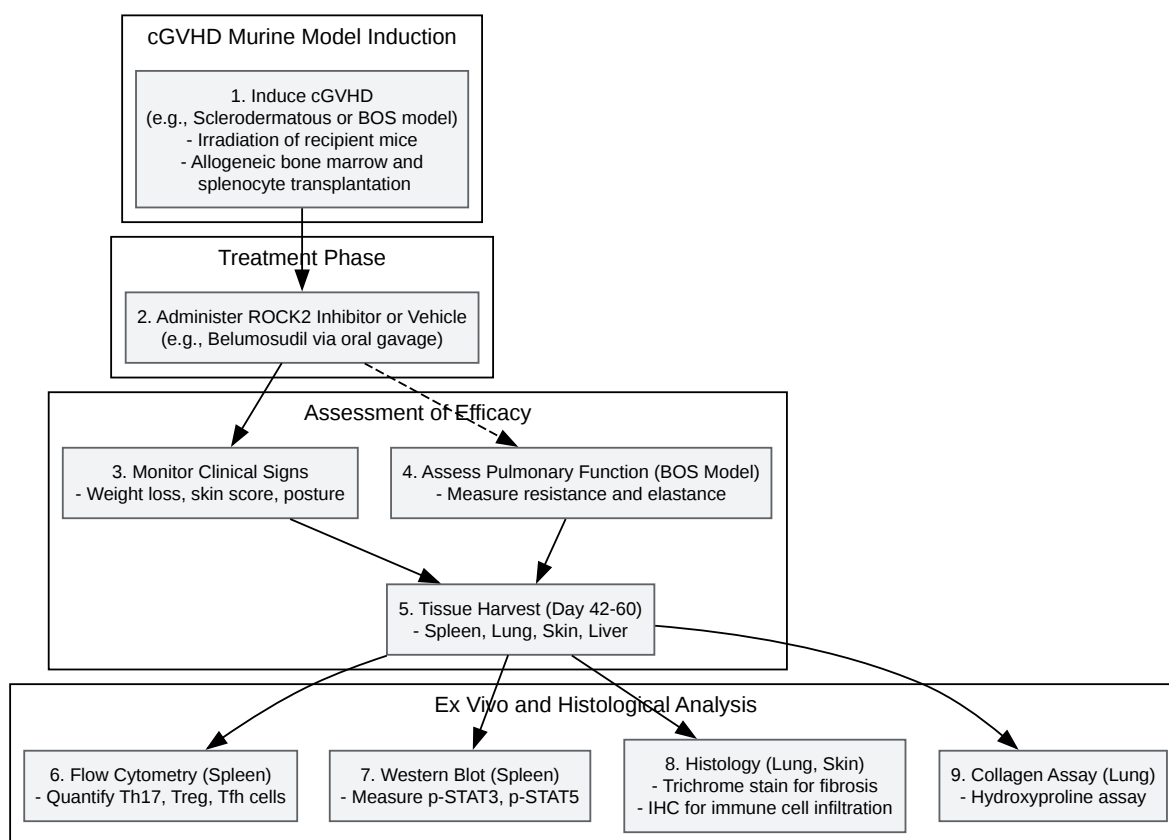 cGVHD Murine Model Induction
1. Induce cGVHD
(e.g., Sclerodermatous or BOS model)
- Irradiation of recipient mice
- Allogeneic bone marrow and
splenocyte transplantation
Treatment Phase
2. Administer ROCK2 Inhibitor or Vehicle
(e.g., Belumosudil via oral gavage)
Assessment of Efficacy
3. Monitor Clinical Signs
- Weight loss, skin score, posture
4. Assess Pulmonary Function (BOS Model)
- Measure resistance and elastance
5. Tissue Harvest (Day 42-60)
- Spleen, Lung, Skin, Liver
Ex Vivo and Histological Analysis
6. Flow Cytometry (Spleen)
- Quantify Th17, Treg, Tfh cells
7. Western Blot (Spleen)
- Measure p-STAT3, p-STAT5
8. Histology (Lung, Skin)
- Trichrome stain for fibrosis
- IHC for immune cell infiltration
9. Collagen Assay (Lung)
- Hydroxyproline assay